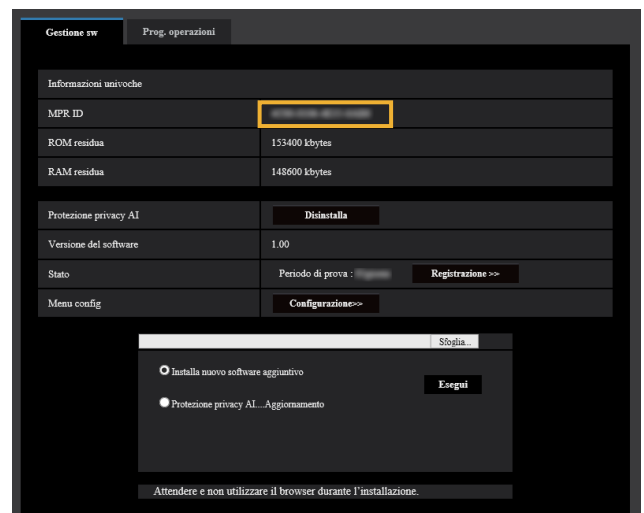 Gestione sw Prog. operazioni
Informazioni univoche
MPR ID
ROM residua 153400 kbytes
RAM residua 148600 kbytes
Protezione privacy AI Disinstalla
Versione del software 1.00
Stato Periodo di prova : Registrazione >>
Menu config Configurazione>>
Sfoglia...
Installa nuovo software aggiuntivo
Esegui
Protezione privacy AI....Aggiornamento
Attendere e non utilizzare il browser durante l'installazione.